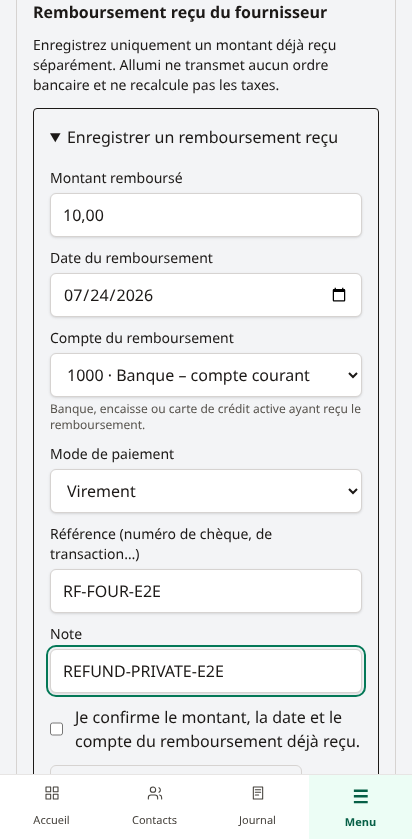 Remboursement reçu du fournisseur
Enregistrez uniquement un montant déjà reçu
séparément. Allumi ne transmet aucun ordre
bancaire et ne recalcule pas les taxes.
▼ Enregistrer un remboursement reçu
Montant remboursé
10,00
Date du remboursement
07/24/2026
Compte du remboursement
1000 · Banque – compte courant
Banque, encaisse ou carte de crédit active ayant reçu le
remboursement.
Mode de paiement
Virement
Référence (numéro de chèque, de
transaction…)
RF-FOUR-E2E
Note
REFUND-PRIVATE-E2E
Je confirme le montant, la date et le
compte du remboursement déjà reçu.
Accueil
Contacts
Journal
Menu